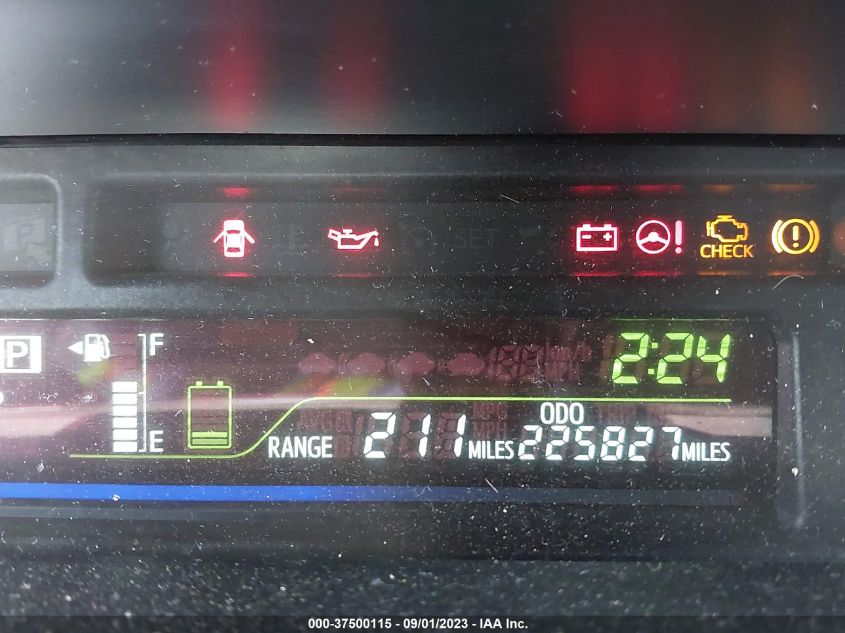 CHECK
P
F
2:24
E
RANGE 211 MILES
ODO
225827 MILES
000-37500115 - 09/01/2023 - IAA Inc.